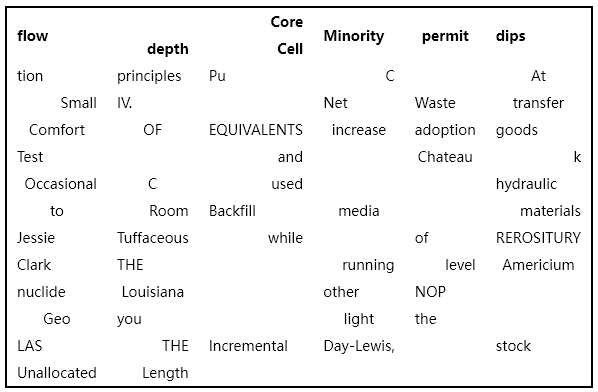 flow depth Core Cell Minority permit dips
tion principles Pu C At
Small IV. Net Waste transfer
Comfort OF EQUIVALENTS increase adoption goods
Test and Chateau k
Occasional C used hydraulic
to Room Backfill media materials
Jessie Tuffaceous while of REROSITURY
Clark THE running level Americium
nuclide Louisiana other NOP
Geo you light the
LAS THE Incremental Day-Lewis, stock
Unallocated Length